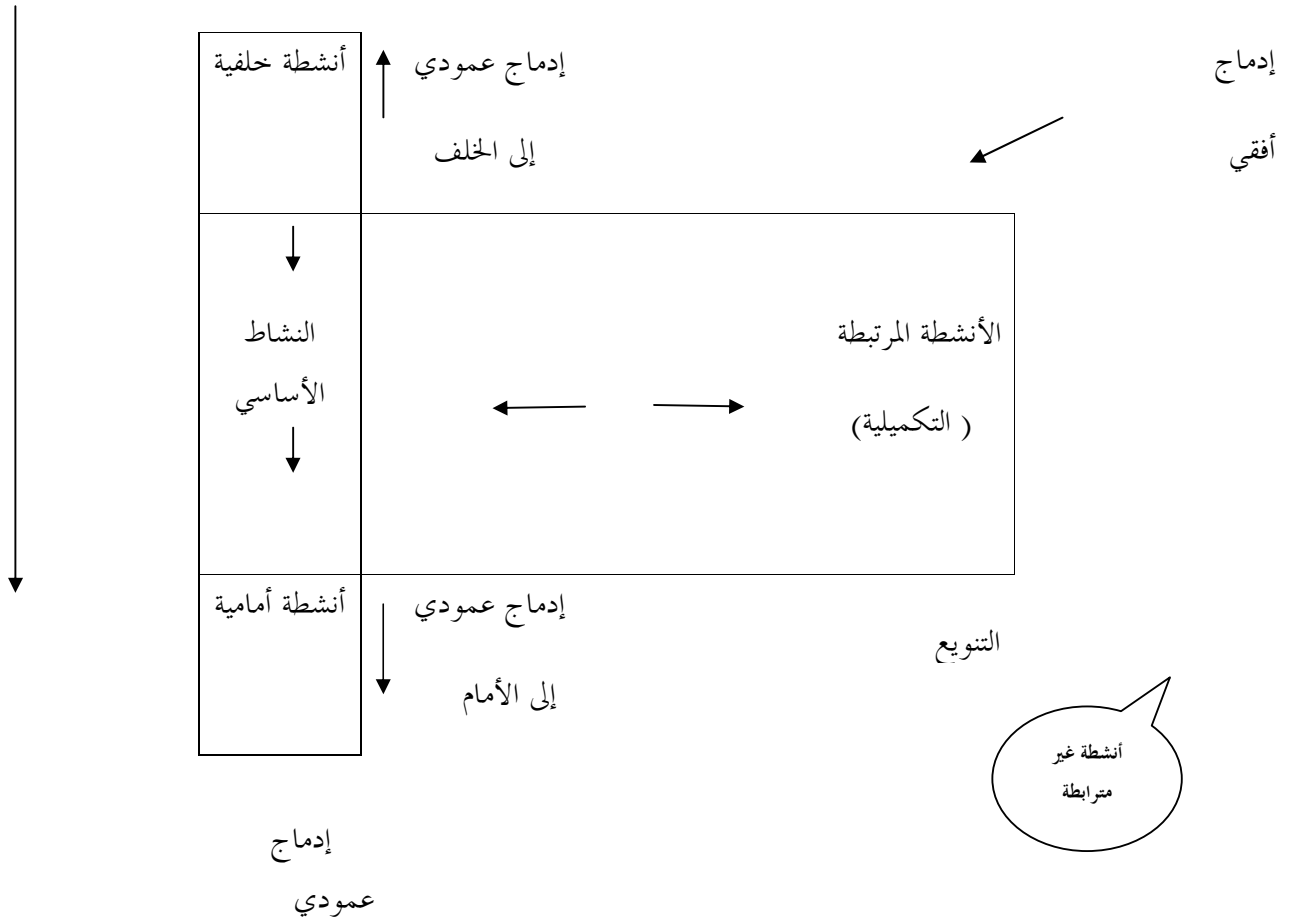 إدماج
أفقي
إدماج عمودي
إلى الخلف
أنشطة خلفية
الأنشطة المرتبطة
( التكميلية)
النشاط
الأساسي
إدماج عمودي
إلى الأمام
أنشطة أمامية
التنويع
أنشطة غير
مترابطة
إدماج
عمودي